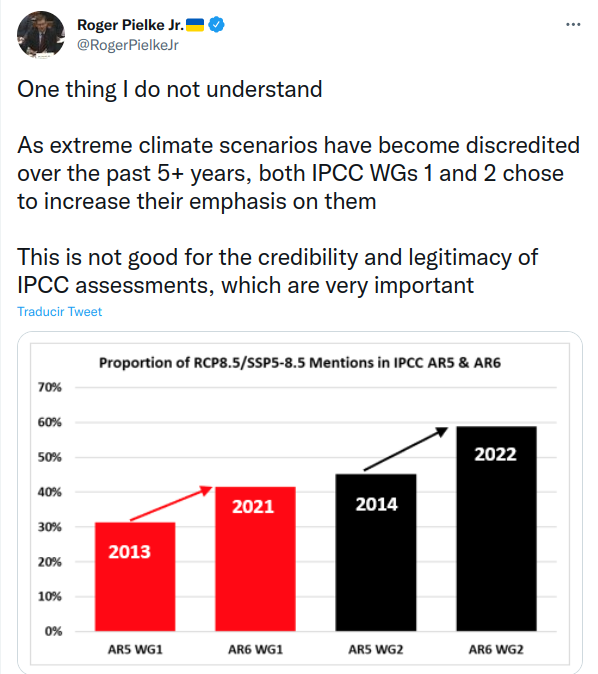 Roger Pielke Jr.
@RogerPielkeJr
One thing I do not understand
As extreme climate scenarios have become discredited
over the past 5+ years, both IPCC WGs 1 and 2 chose
to increase their emphasis on them
This is not good for the credibility and legitimacy of
IPCC assessments, which are very important
Traducir Tweet
Proportion of RCP8.5/SSP5-8.5 Mentions in IPCC AR5 & AR6
70%
60%
50%
40%
30%
20%
10%
0%
2013
2021
2014
2022
AR5 WG1
AR6 WG1
AR5 WG2
AR6 WG2